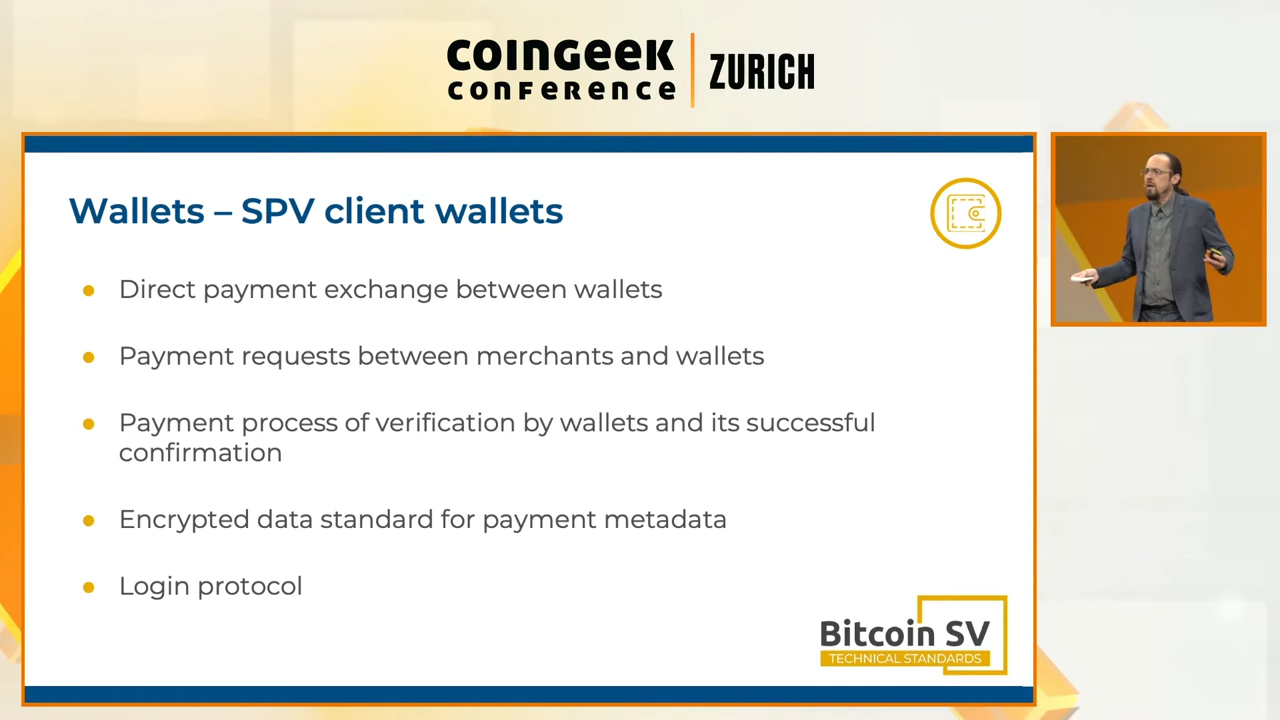 COINGEEK
CONFERENCE
ZURICH
Wallets – SPV client wallets
Direct payment exchange between wallets
Payment requests between merchants and wallets
Payment process of verification by wallets and its successful
confirmation
Encrypted data standard for payment metadata
Login protocol
Bitcoin SV
TECHNICAL STANDARDS